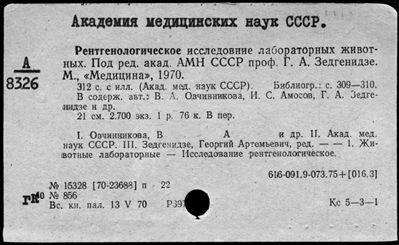 Академия медицинских наук СССР.
А
8326
Рентгенологическое исследовние лабораторных живот-
ных. Под ред. акад. АМН СССР проф. Г. А. Зедгенидзе.
М., «Медицина», 1970.
312 с. с илл. (Акад. мед. наук СССР). Библиогр.: с. 309—310.
В содерж. авт.: В. А. Овчинникова, И. С. Амосов, Г. А. Зедге-
нидзе и др.
21 см. 2.700 экз. 1 р. 76 к. В пер.
I. Овчинникова, В А и др. II. Акад. мед.
наук СССР. III. Зедгенидзе, Георгий Артемьевич, ред. — — 1. Жи-
вотные лабораторные — Исследование рентгенологическое.
616-091.9-073.75+[016.3]
№ 15328 [70-23688] п 22
№ 856
Вс. кн. пал. 13 V 70 Р397
Кс 5—3—1